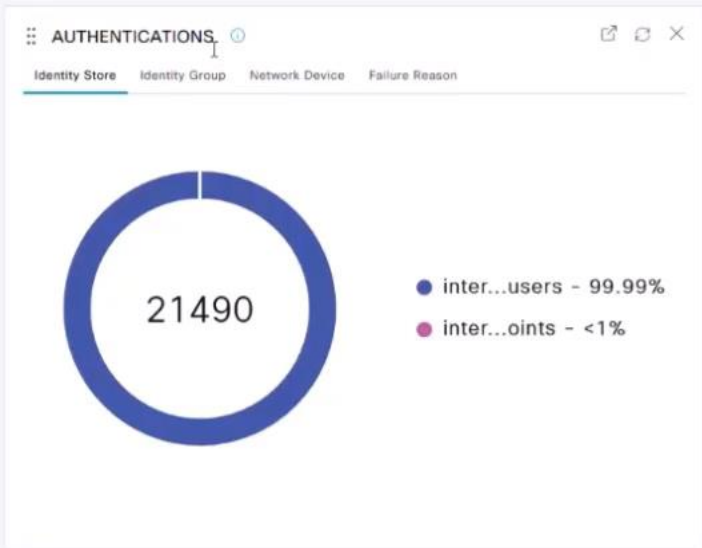 AUTHENTICATIONS
Identity Store Identity Group Network Device Failure Reason
21490
inter...users - 99.99%
inter...oints - <1%